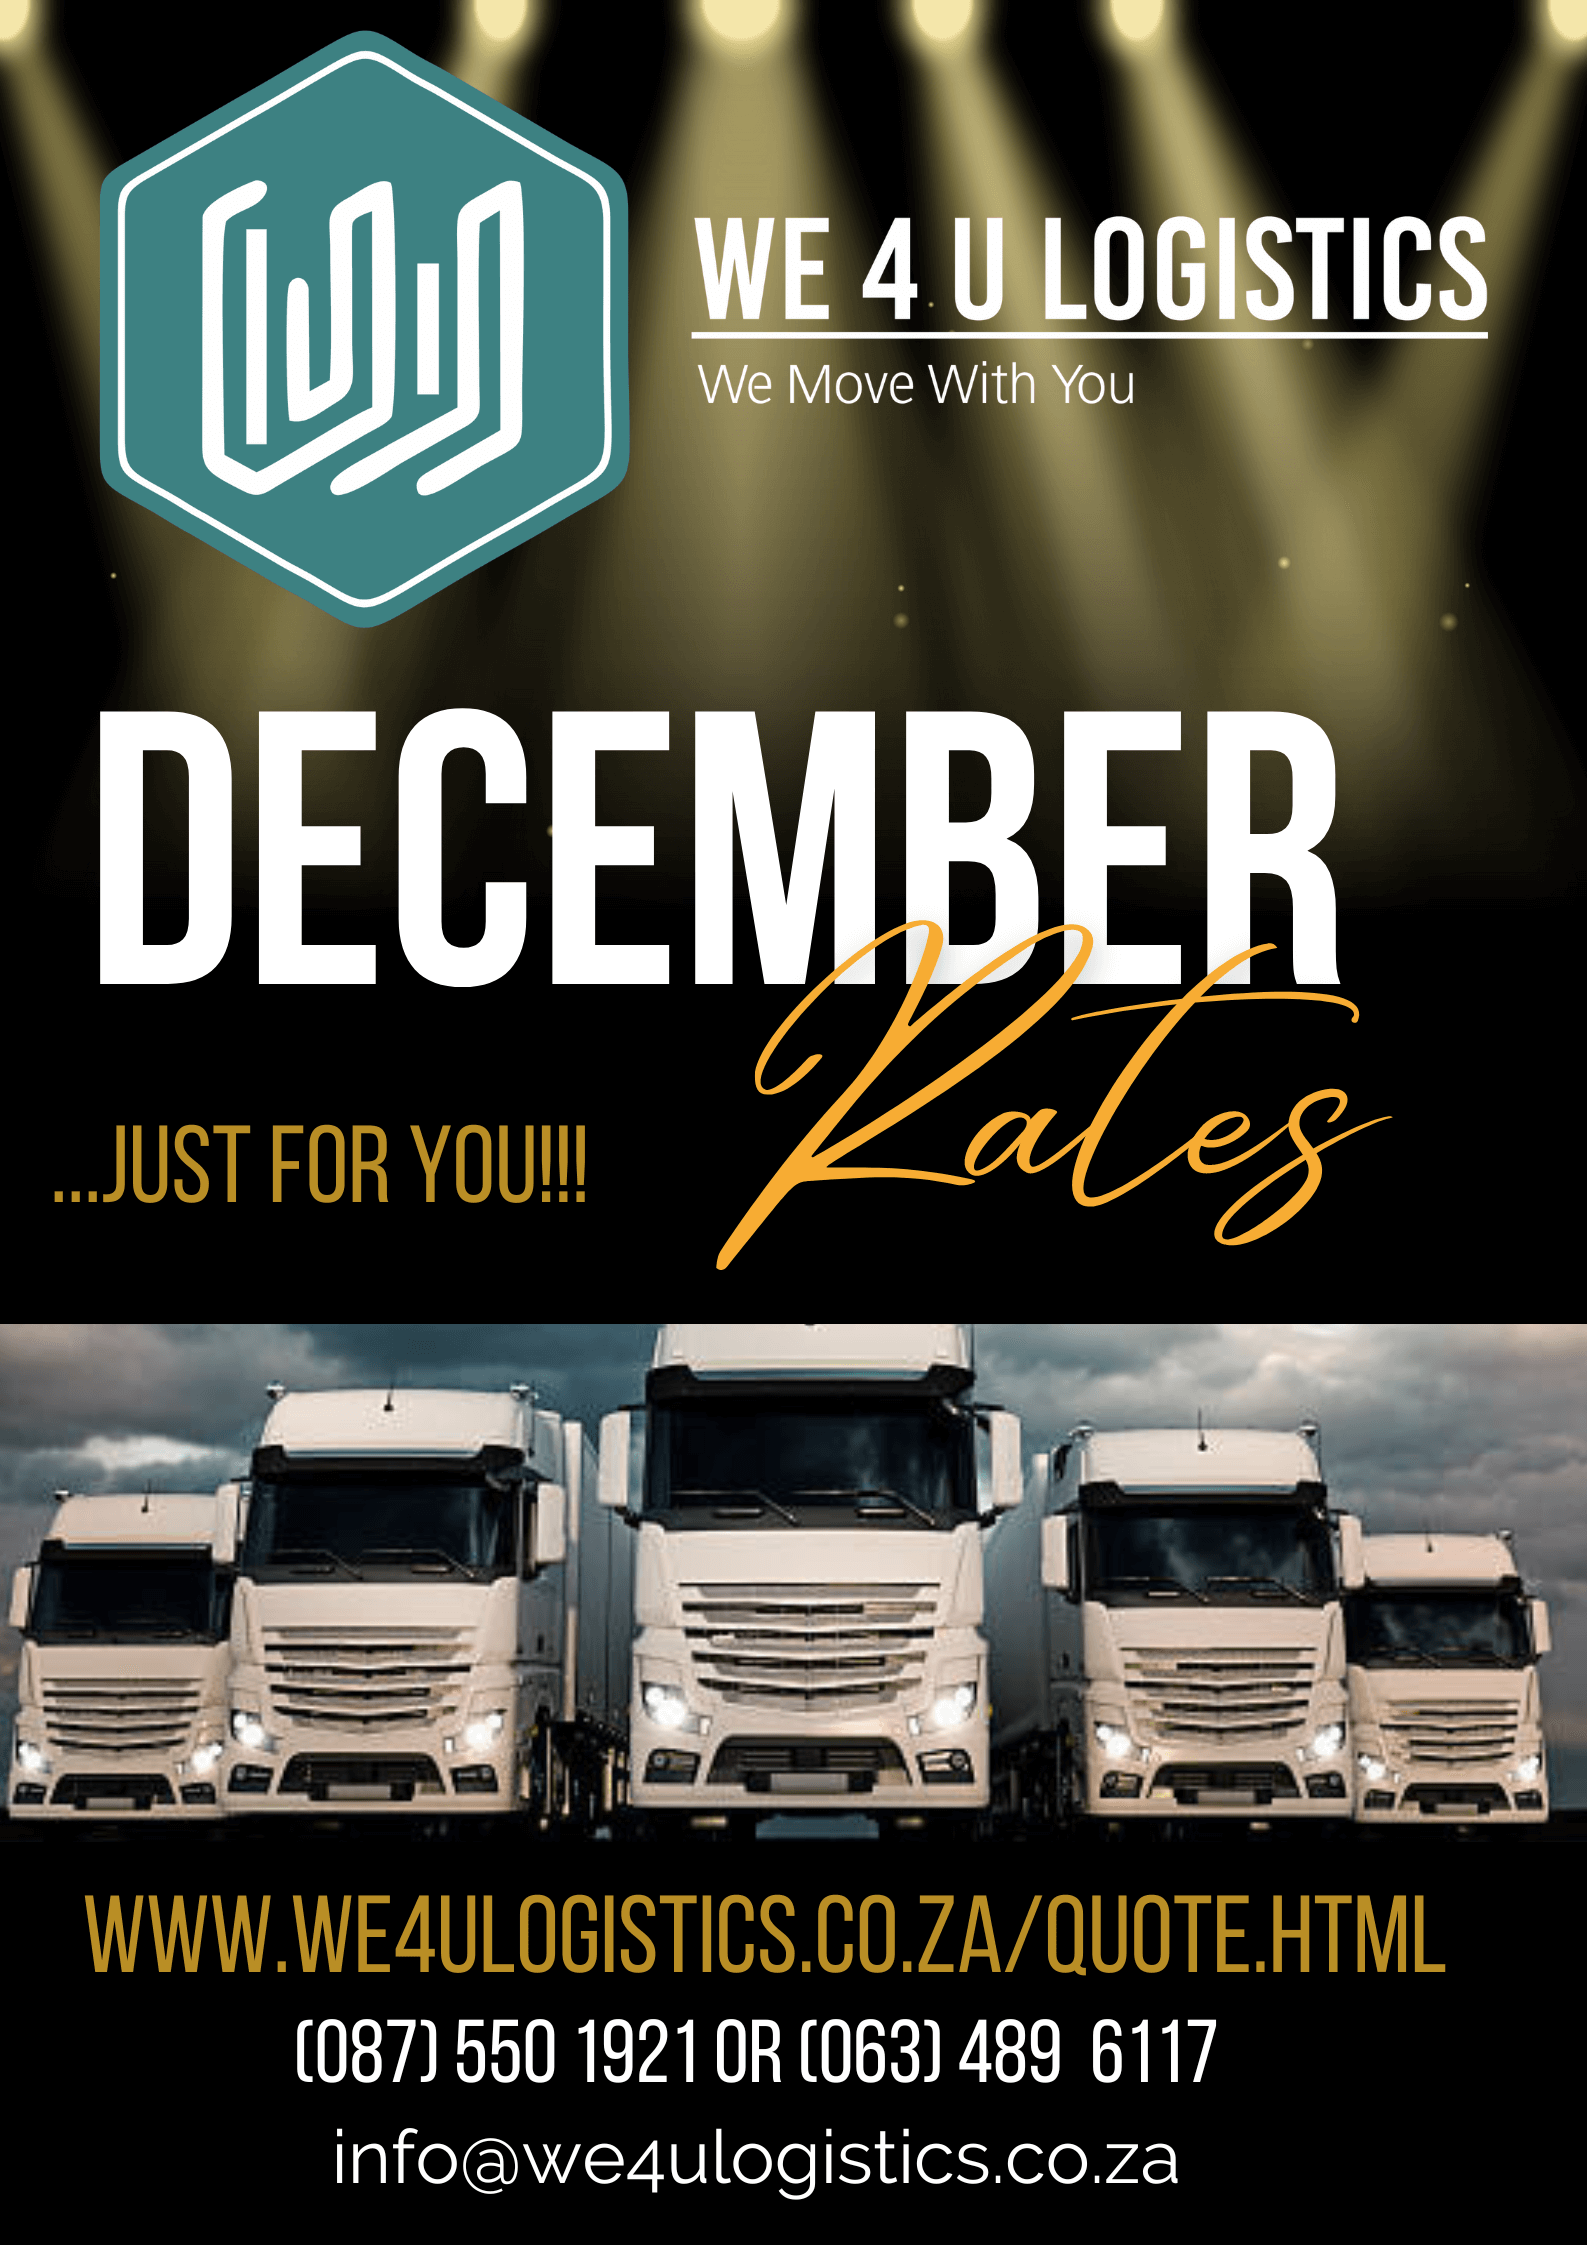 WE 4 U LOGISTICS
We Move With You
DECEMBER
Rates
...JUST FOR YOU!!!
WWW.WE4ULOGISTICS.CO.ZA/QUOTE.HTML
(087) 550 1921 OR (063) 489 6117
info@we4ulogistics.co.za